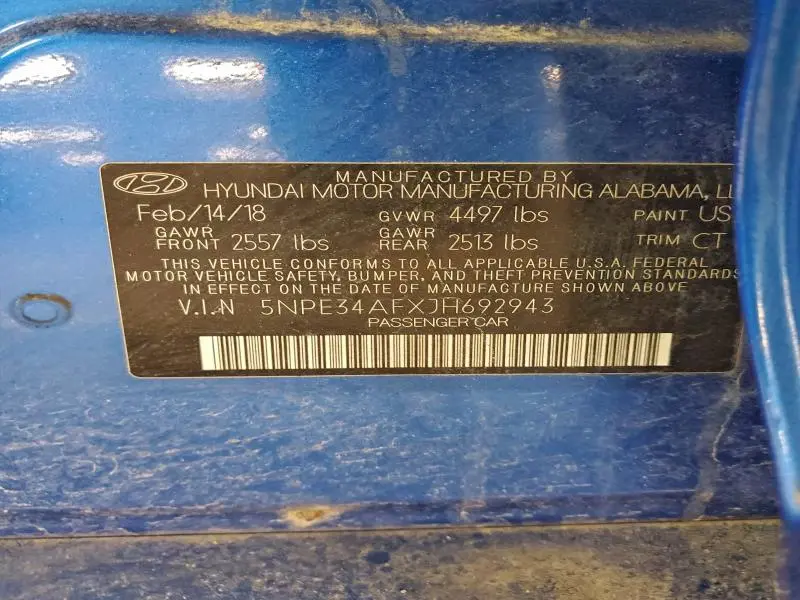 MANUFACTURED BY
HYUNDAI MOTOR MANUFACTURING ALABAMA,
Feb/14/18 GVWR 4497 lbs PAINT US
GAWR FRONT 2557 lbs GAWR REAR 2513 lbs TRIM CT
THIS VEHICLE CONFORMS TO ALL APPLICABLE U.S.A. FEDERAL
MOTOR VEHICLE SAFETY, BUMPER, AND THEFT PREVENTION STANDARDS
IN EFFECT ON THE DATE OF MANUFACTURE SHOWN ABOVE
V.I.N 5NPE34AFXJH692943
PASSENGER CAR